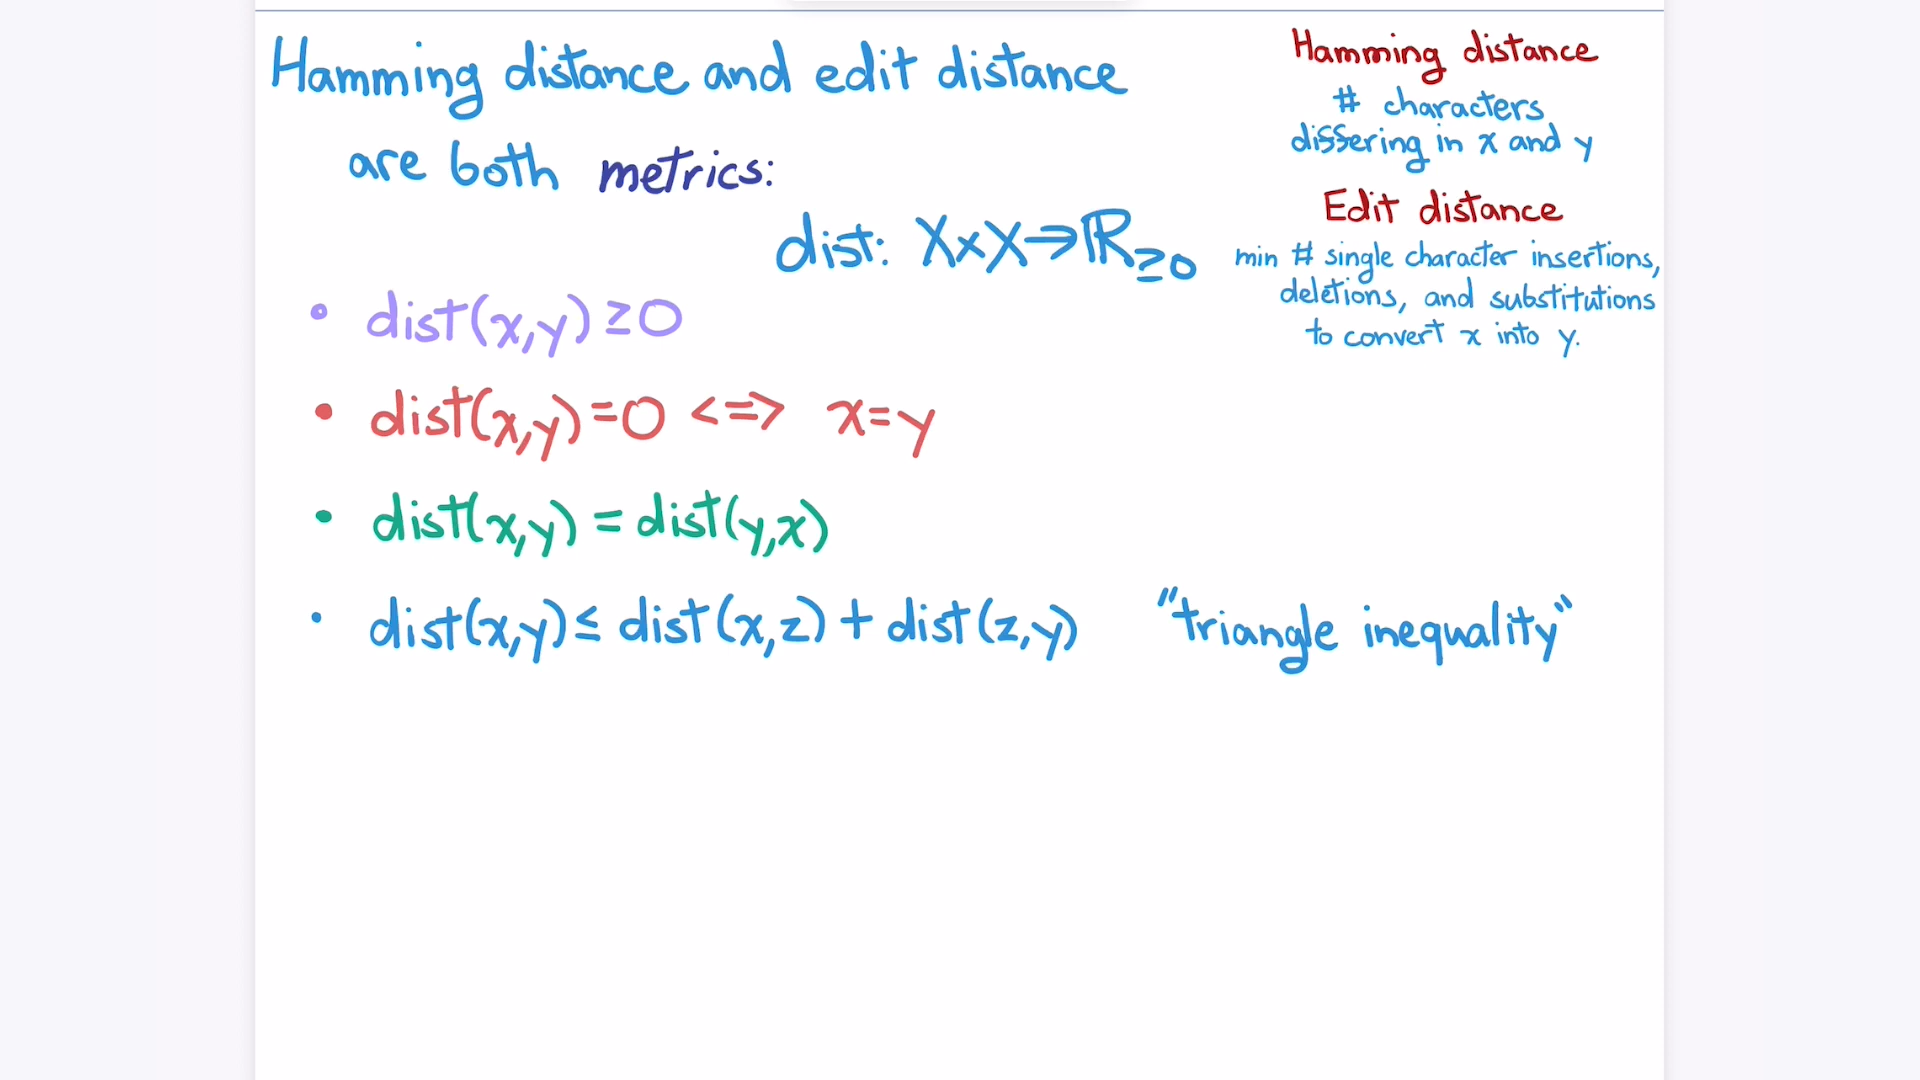 Hamming distance and edit distance
are both metrics:
dist: X×X→ℝ≥0
• dist(x,y)≥0
• dist(x,y)=0 <=> x=y
• dist(x,y) = dist(y,x)
• dist(x,y)≤ dist(x,z) + dist(z,y) "triangle inequality"
Hamming distance
# characters
differing in x and y
Edit distance
min # single character insertions,
deletions, and substitutions
to convert x into y.